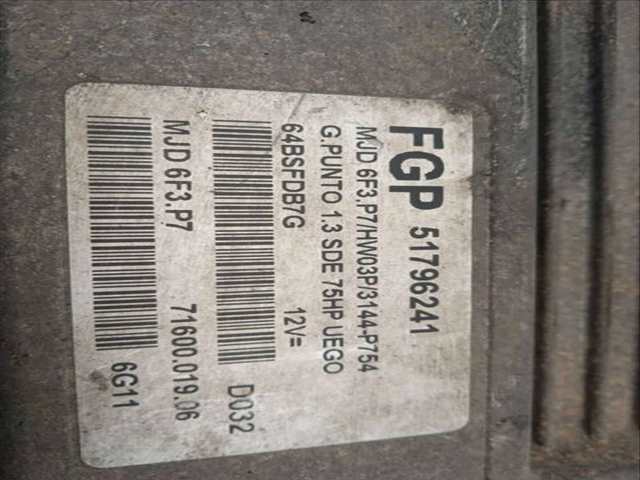 FGP 51796241
MJD 6F3.P7/HW03P/3144-P754
G.PUNTO 1.3 SDE 75HP UEGO
64BSFDB7G 12V=
D032
MJD 6F3.P7 71600.019.06
6G11